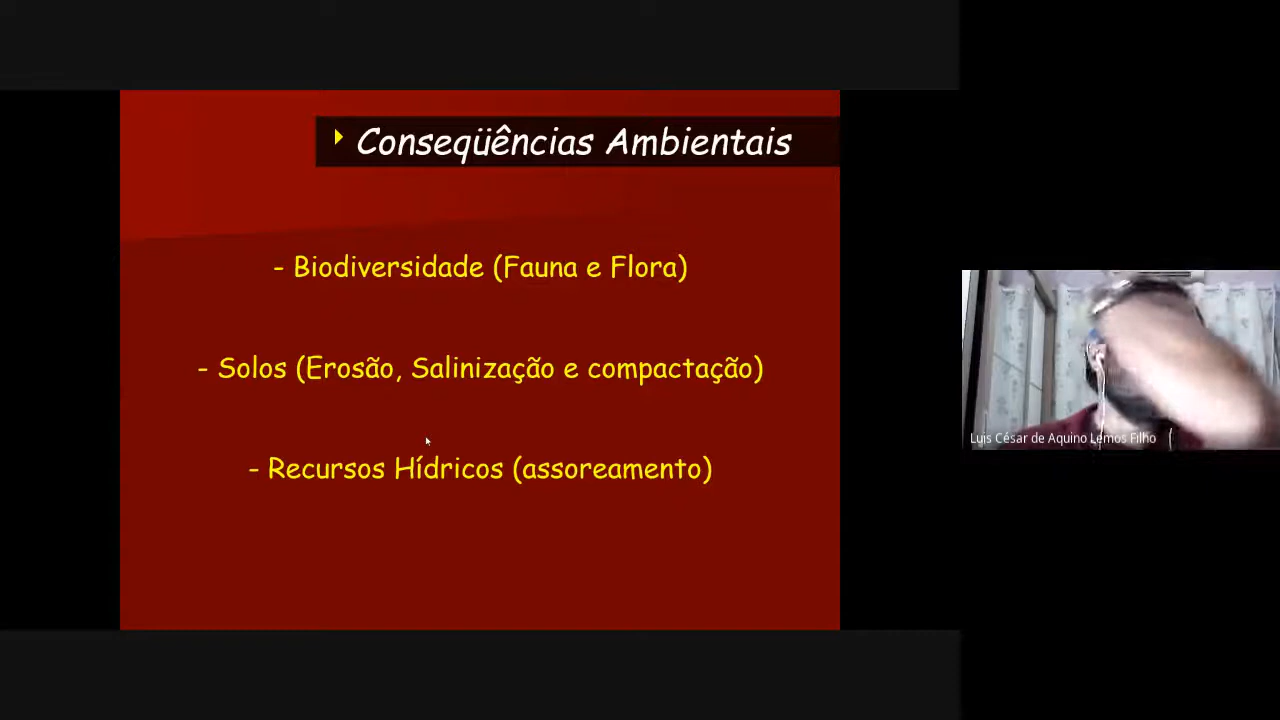 Conseqüências Ambientais
- Biodiversidade (Fauna e Flora)
- Solos (Erosão, Salinização e compactação)
- Recursos Hídricos (assoreamento)
Luis César de Aquino Lemos Filho